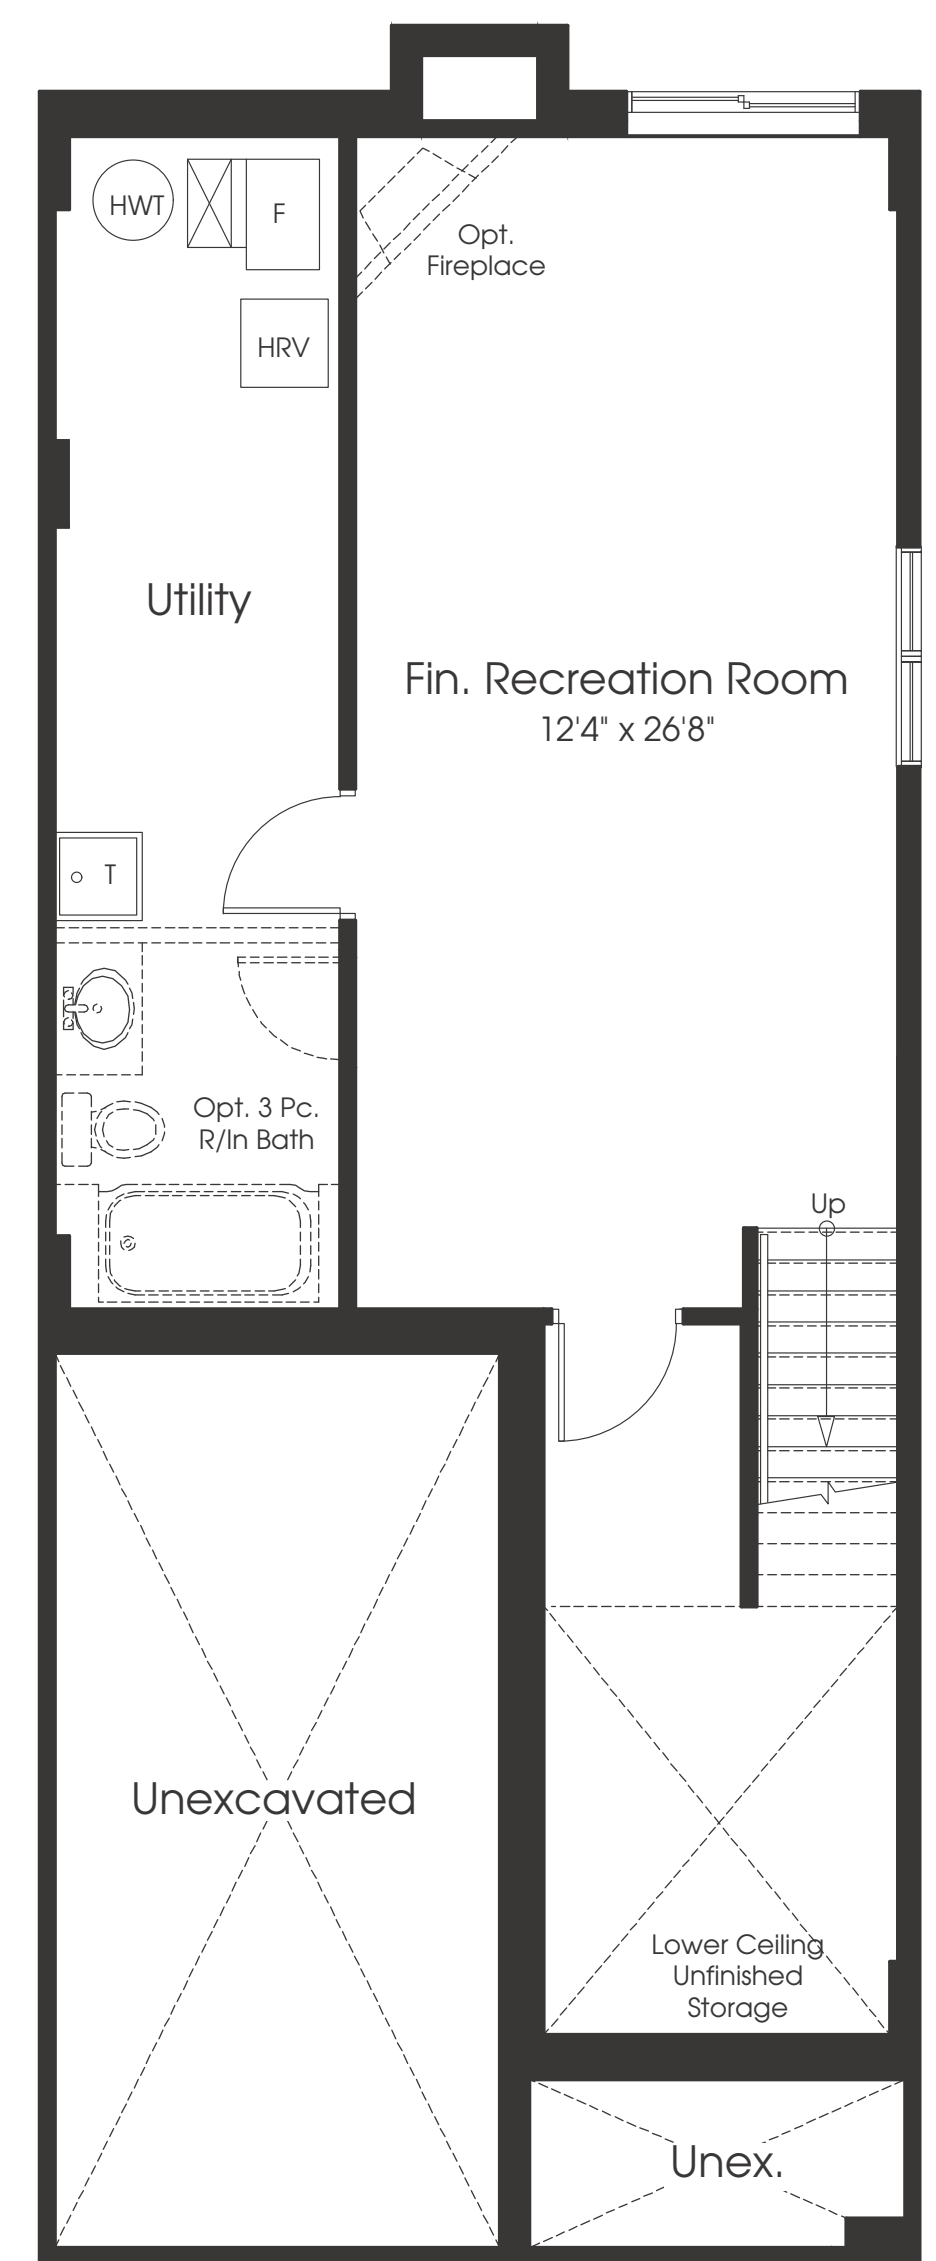 HWT
F
Opt.
Fireplace
HRV
Utility
Fin. Recreation Room
12'4" x 26'8"
T
Opt. 3 Pc.
R/In Bath
Up
Unexcavated
Lower Ceiling
Unfinished
Storage
Unex.